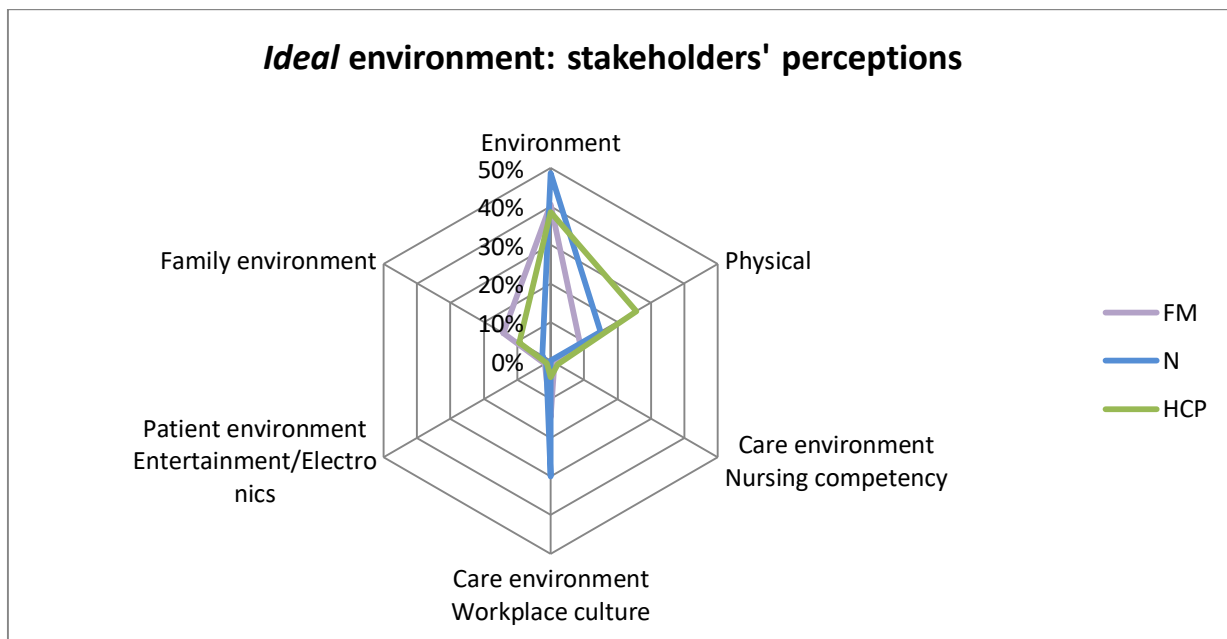 Ideal environment: stakeholders' perceptions
Environment
50%
40%
30%
20%
10%
0%
Family environment
Physical
FM
N
HCP
Patient environment
Entertainment/Electro
nics
Care environment
Nursing competency
Care environment
Workplace culture